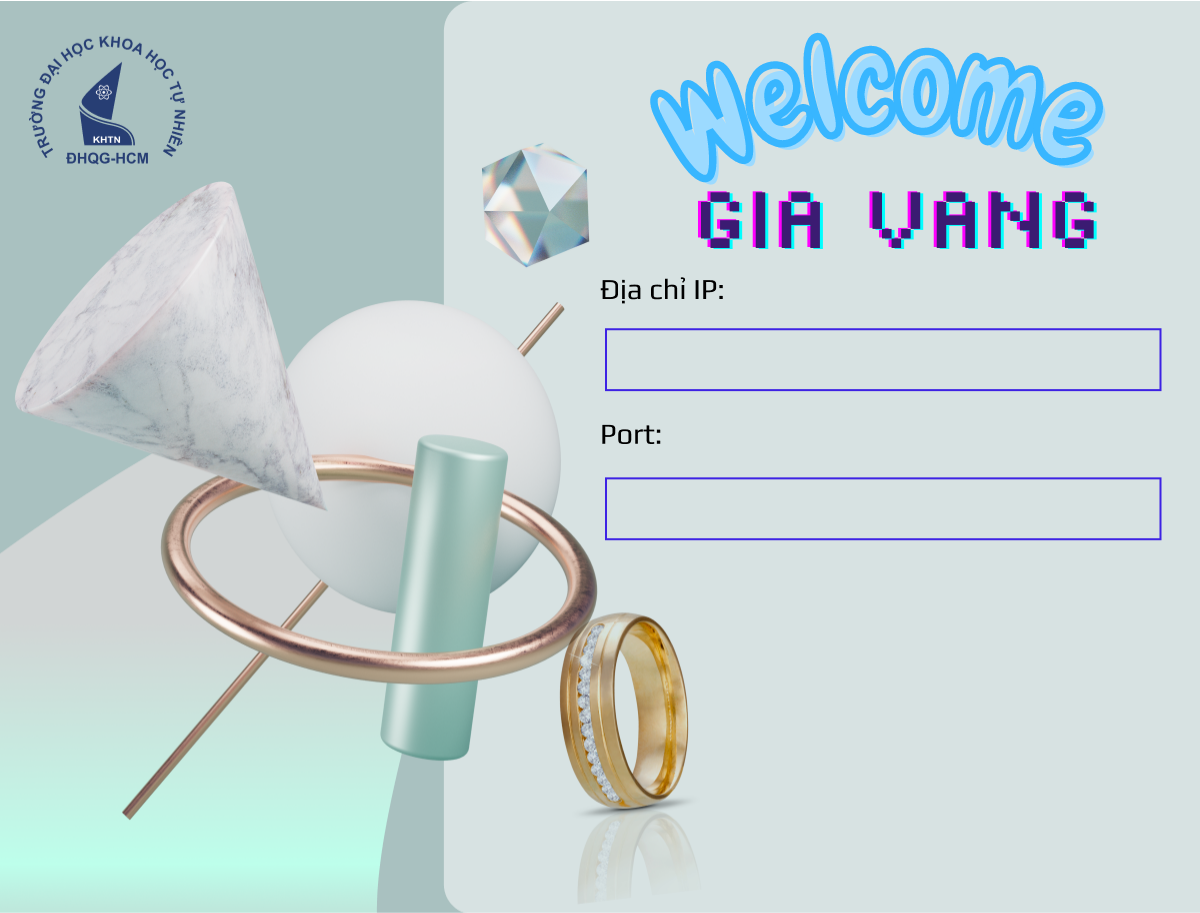 TRƯỜNG ĐẠI HỌC KHOA HỌC TỰ NHIÊN
KHTN
ĐHQG-HCM
Welcome
GIA VANG
Địa chỉ IP:
Port: